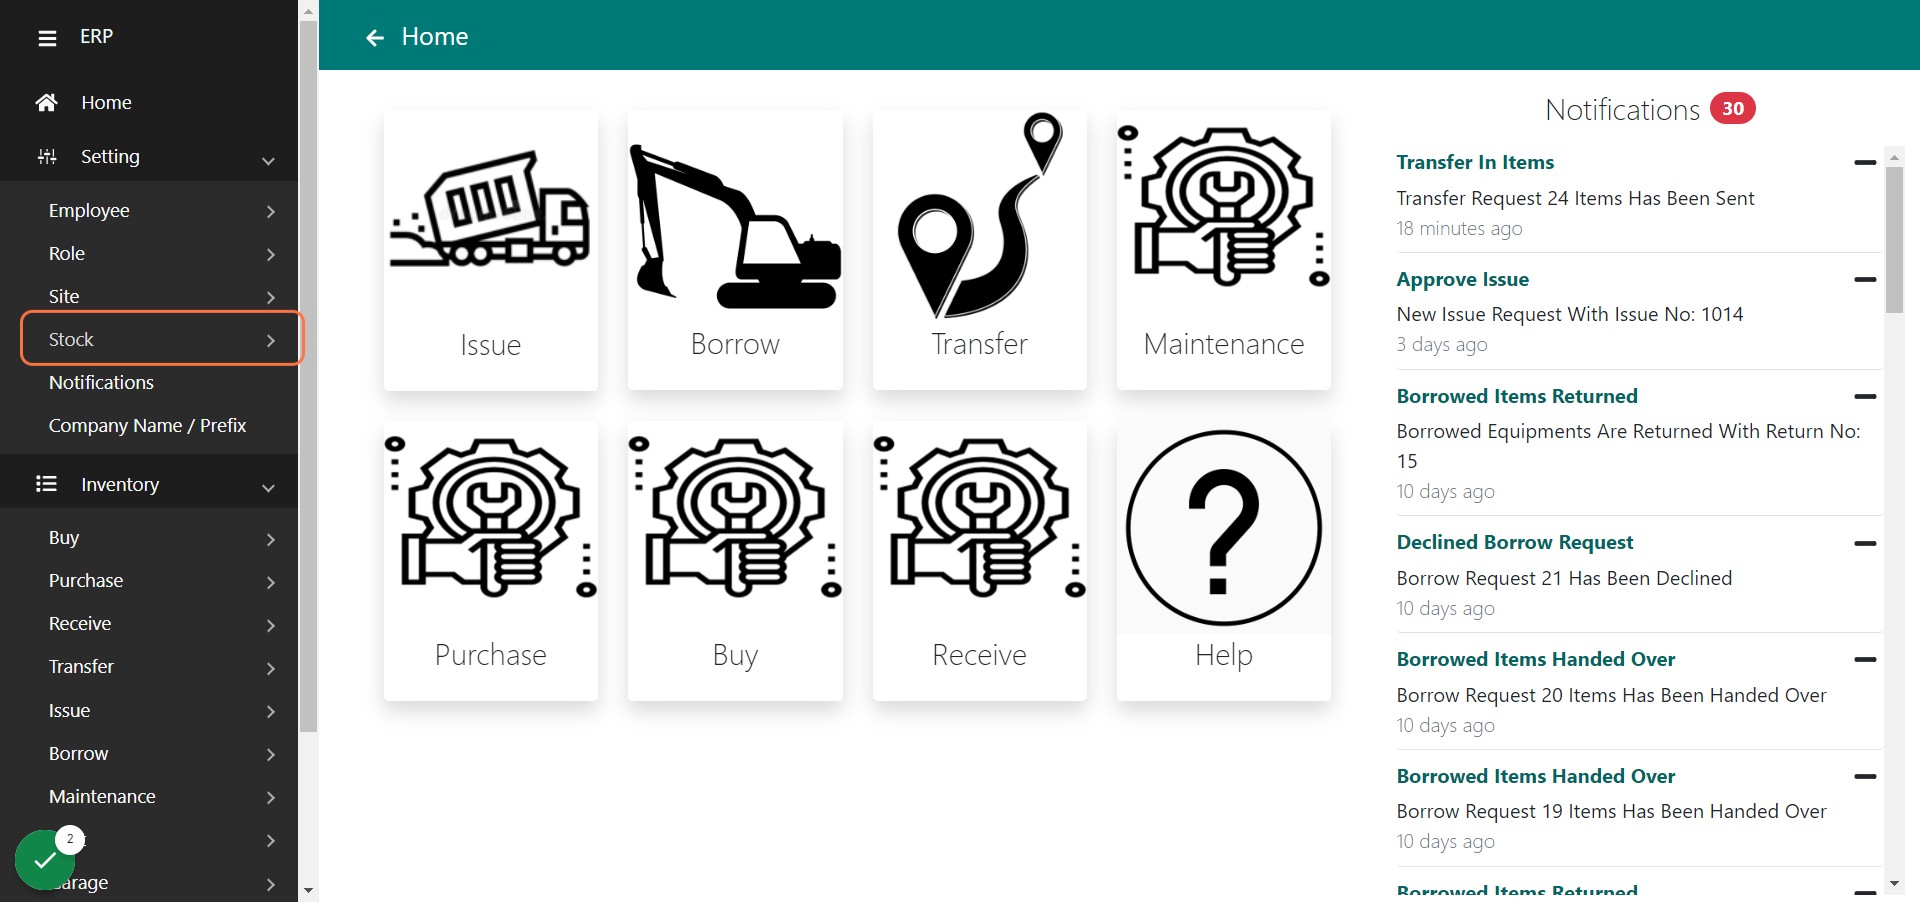 ERP
Home
Setting
Employee
Role
Site
Stock
Notifications
Company Name / Prefix
Inventory
Buy
Purchase
Receive
Transfer
Issue
Borrow
Maintenance
2
Home
Issue
Borrow
Transfer
Maintenance
Purchase
Buy
Receive
Help
Notifications 30
Transfer In Items
Transfer Request 24 Items Has Been Sent
18 minutes ago
Approve Issue
New Issue Request With Issue No: 1014
3 days ago
Borrowed Items Returned
Borrowed Equipments Are Returned With Return No:
15
10 days ago
Declined Borrow Request
Borrow Request 21 Has Been Declined
10 days ago
Borrowed Items Handed Over
Borrow Request 20 Items Has Been Handed Over
10 days ago
Borrowed Items Handed Over
Borrow Request 19 Items Has Been Handed Over
10 days ago
Borrowed Items Returned